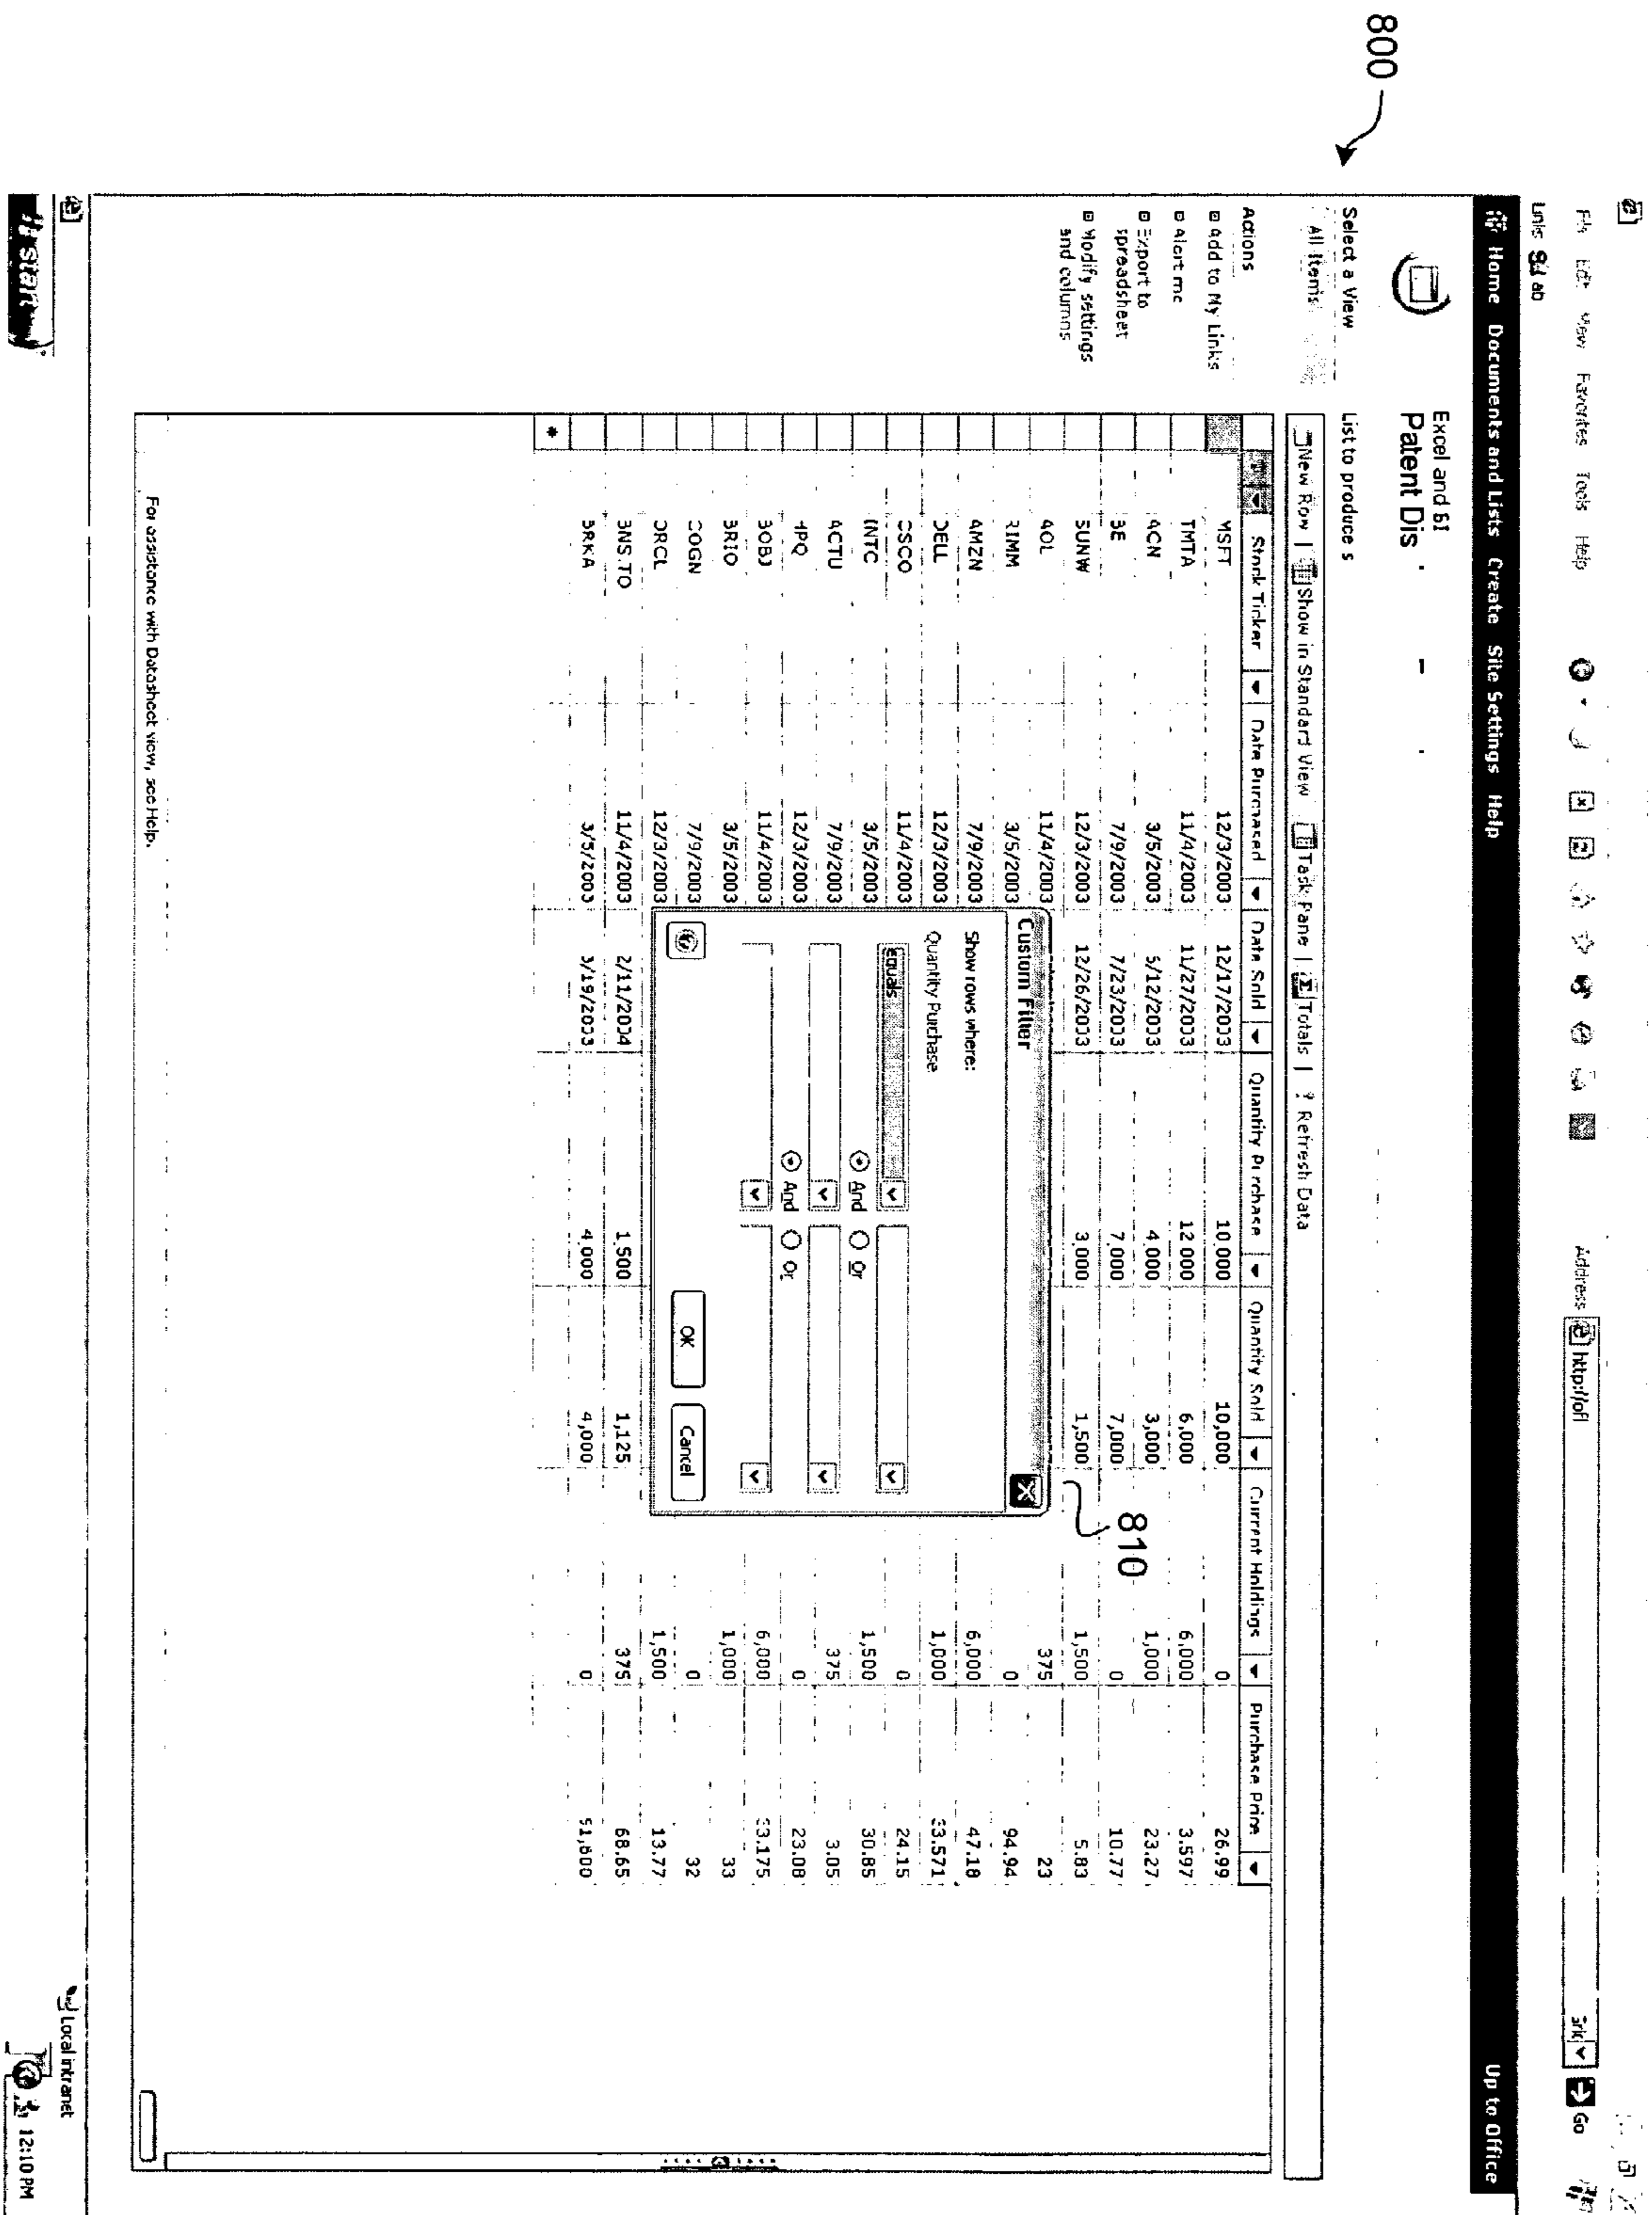 800
File Edit View Favorites Tools Help
Address http://ofl Go
Links ab
Home Documents and Lists Create Site Settings Help Up to Office
Excel and BI
Patent Dis
Select a View
All Items
List to produce s
New Row | Show in Standard View Task Pane | Σ Totals | Refresh Data
Actions
Add to My Links
Alert me
Export to spreadsheet
Modify settings and columns
Stock Ticker Date Purchased Date Sold Quantity Purchase Quantity Sold Current Holdings Purchase Price
MSFT 12/3/2003 12/17/2003 10,000 10,000 0 26.99
TMTA 11/4/2003 11/27/2003 12,000 6,000 6,000 3.597
ACN 3/5/2003 5/12/2003 4,000 3,000 1,000 23.27
BE 7/9/2003 7/23/2003 7,000 7,000 0 10.77
SUNW 12/3/2003 12/26/2003 3,000 1,500 1,500 5.83
AOL 11/4/2003 375 23
RIMM 3/5/2003 0 94.94
AMZN 7/9/2003 6,000 47.18
DELL 12/3/2003 1,000 33.571
CSCO 11/4/2003 0 24.15
INTC 3/5/2003 1,500 30.85
ACTU 7/9/2003 375 3.05
HPQ 12/3/2003 0 23.08
BOBJ 11/4/2003 6,000 33.175
BRIO 3/5/2003 1,000 33
COGN 7/9/2003 0 32
ORCL 12/3/2003 1,500 13.77
BNS.TO 11/4/2003 2/11/2004 1,500 1,125 375 68.65
BRKA 3/5/2003 3/19/2003 4,000 4,000 0
*
810
Custom Filter
Show rows where:
Quantity Purchase
equals
And Or
And Or
OK Cancel
For assistance with Datasheet view, see Help.
Local intranet
start
12:10 PM